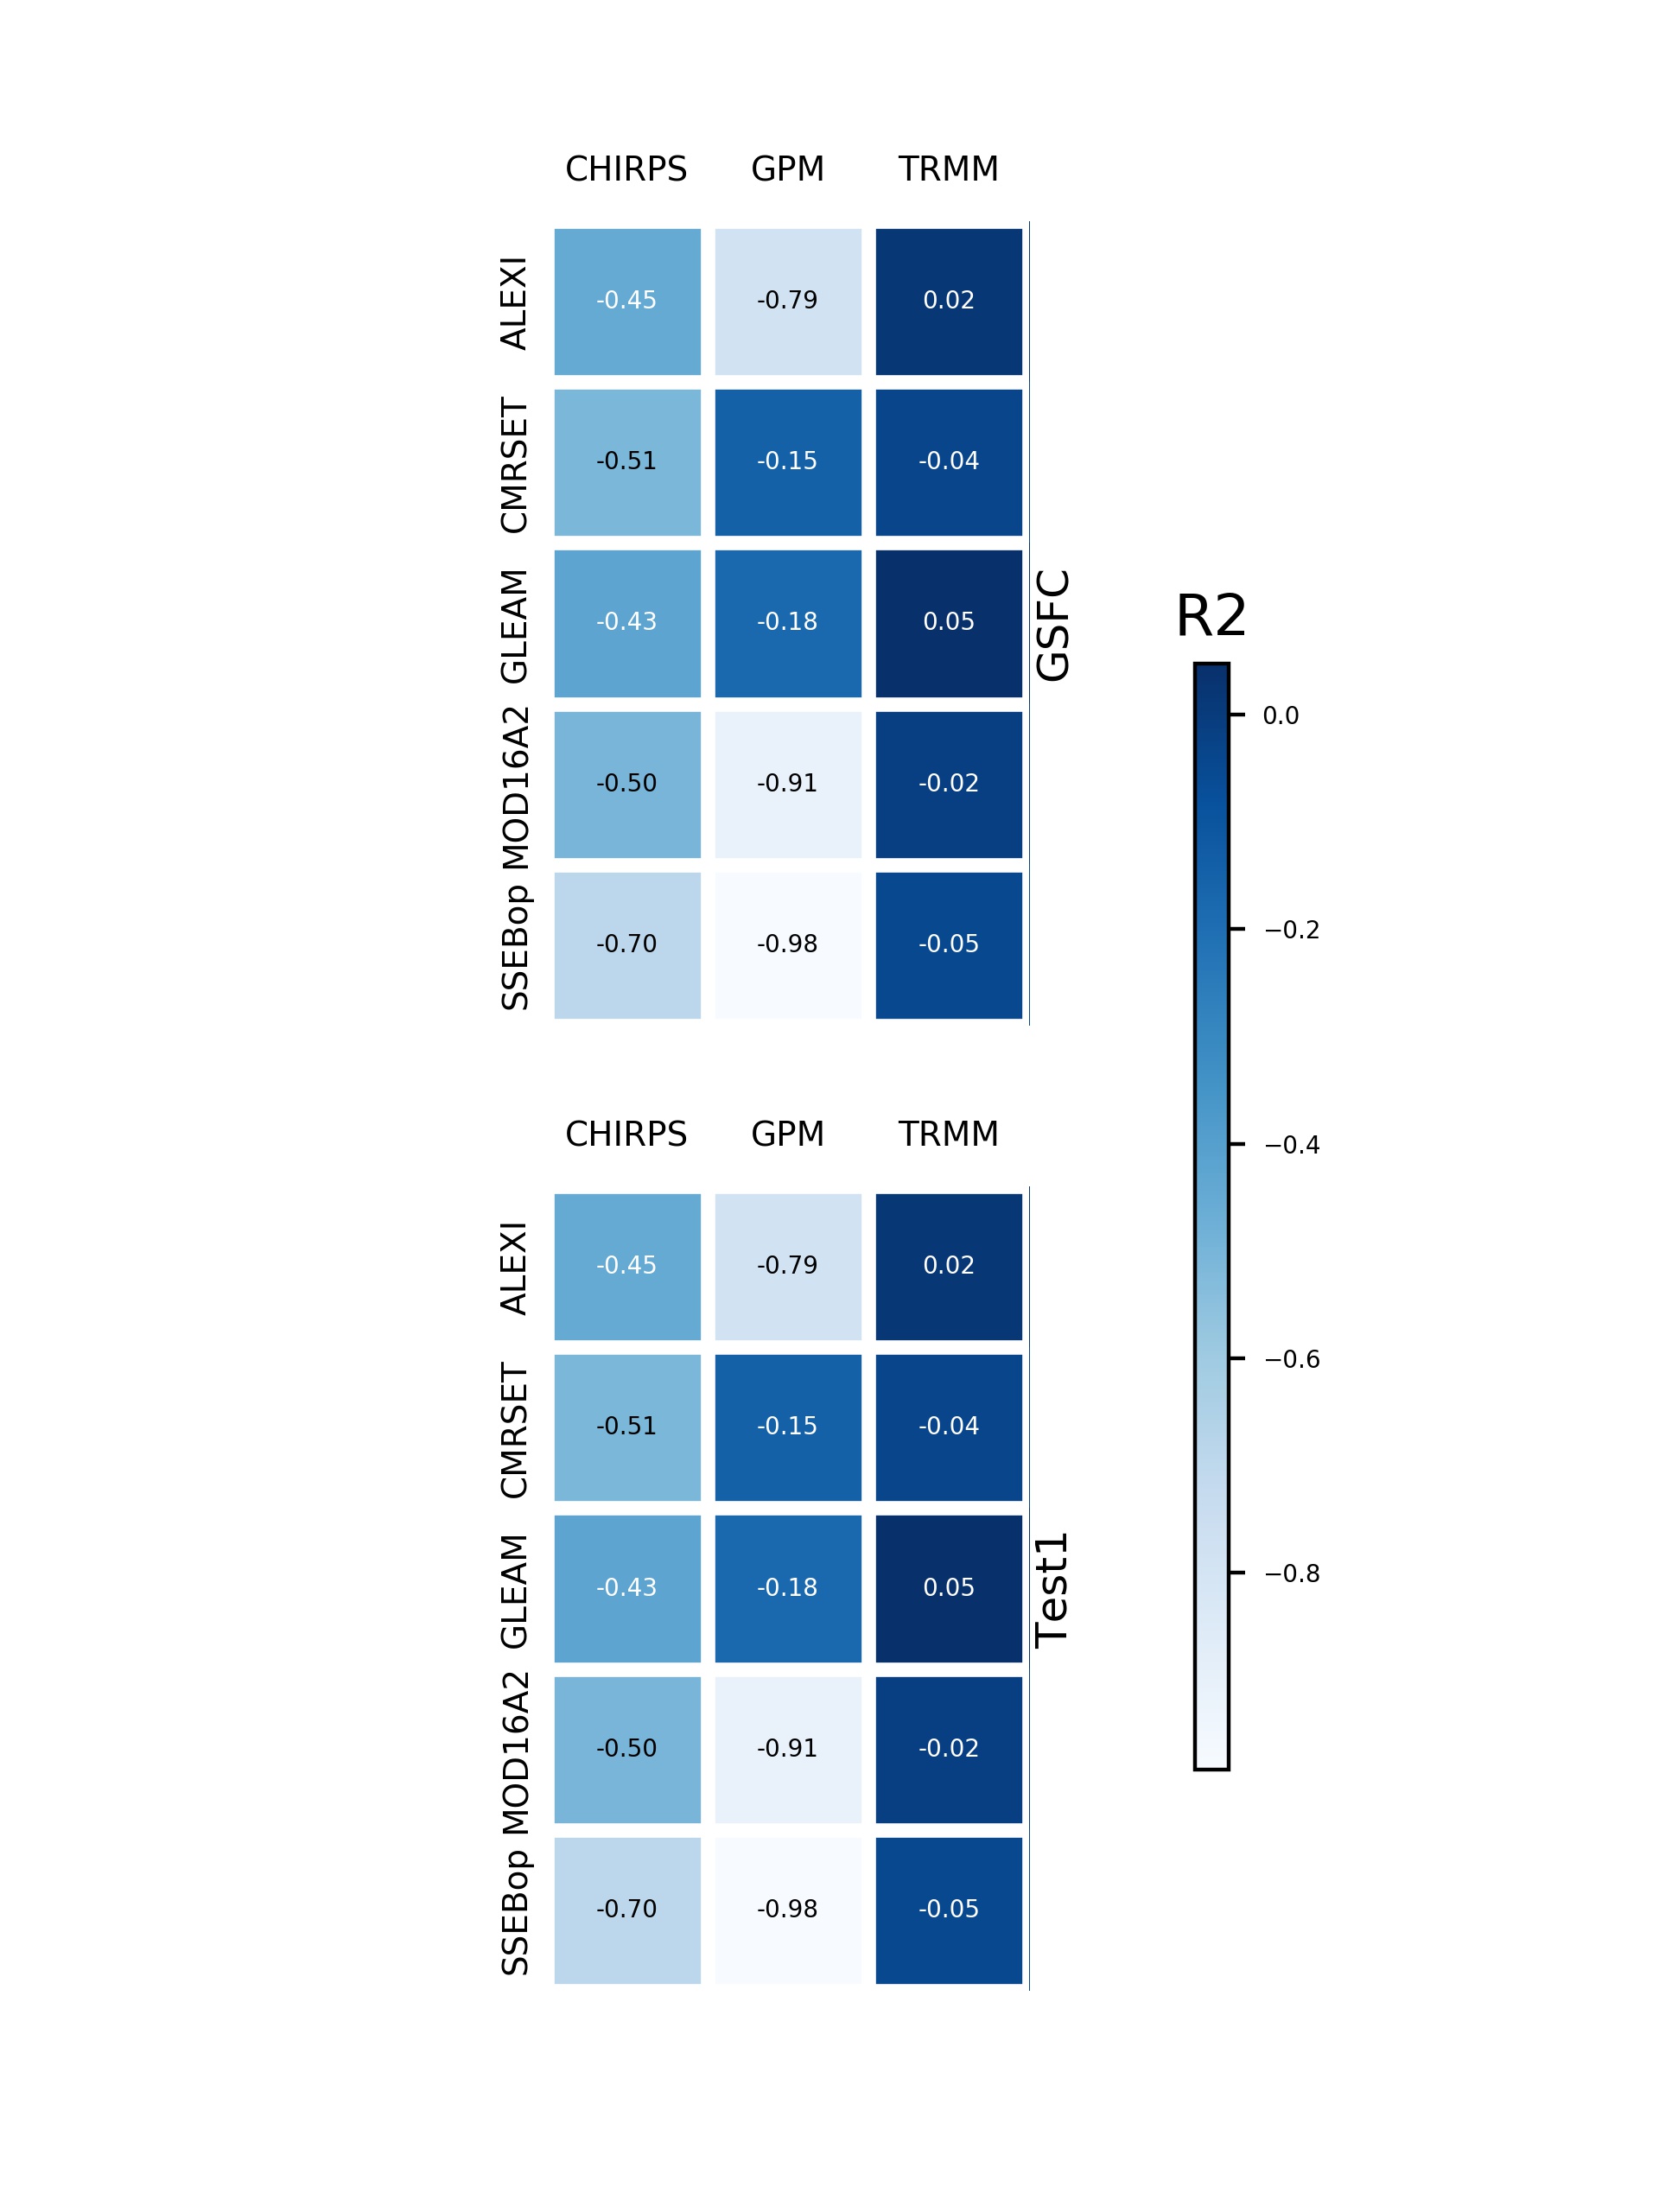 CHIRPS GPM TRMM
ALEXI -0.45 -0.79 0.02
CMRSET -0.51 -0.15 -0.04
GLEAM -0.43 -0.18 0.05
MOD16A2 -0.50 -0.91 -0.02
SSEBop -0.70 -0.98 -0.05
GSFC
CHIRPS GPM TRMM
ALEXI -0.45 -0.79 0.02
CMRSET -0.51 -0.15 -0.04
GLEAM -0.43 -0.18 0.05
MOD16A2 -0.50 -0.91 -0.02
SSEBop -0.70 -0.98 -0.05
Test1
R2
0.0
−0.2
−0.4
−0.6
−0.8